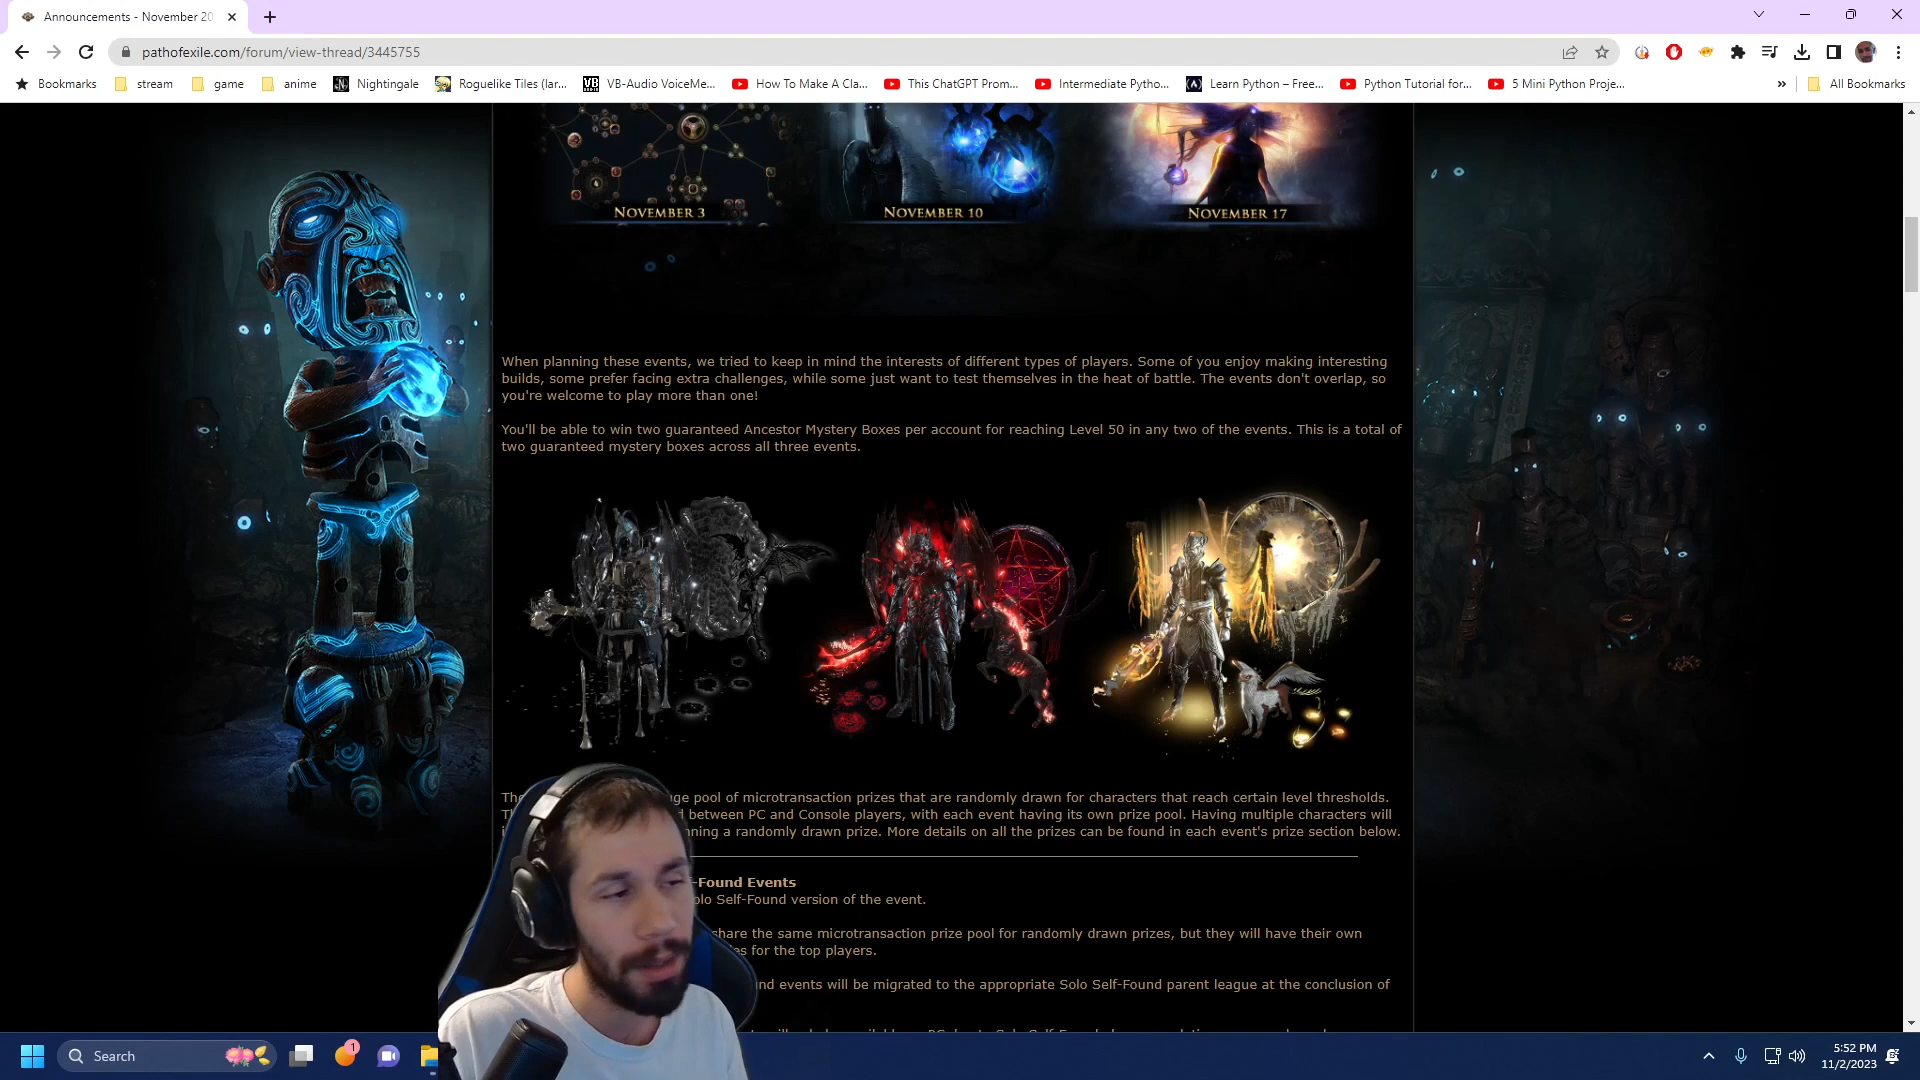 Announcements - November 20
pathofexile.com/forum/view-thread/3445755
Bookmarks
stream
game
anime
Nightingale
Roguelike Tiles (lar...
VB-Audio VoiceMe...
How To Make A Cla...
This ChatGPT Prom...
Intermediate Pytho...
Learn Python – Free...
Python Tutorial for...
5 Mini Python Proje...
»
All Bookmarks
NOVEMBER 3
NOVEMBER 10
NOVEMBER 17
When planning these events, we tried to keep in mind the interests of different types of players. Some of you enjoy making interesting
builds, some prefer facing extra challenges, while some just want to test themselves in the heat of battle. The events don't overlap, so
you're welcome to play more than one!
You'll be able to win two guaranteed Ancestor Mystery Boxes per account for reaching Level 50 in any two of the events. This is a total of
two guaranteed mystery boxes across all three events.
pool of microtransaction prizes that are randomly drawn for characters that reach certain level thresholds.
between PC and Console players, with each event having its own prize pool. Having multiple characters will
a randomly drawn prize. More details on all the prizes can be found in each event's prize section below.
-Found Events
Self-Found version of the event.
share the same microtransaction prize pool for randomly drawn prizes, but they will have their own
for the top players.
events will be migrated to the appropriate Solo Self-Found parent league at the conclusion of
Search
1
5:52 PM
11/2/2023